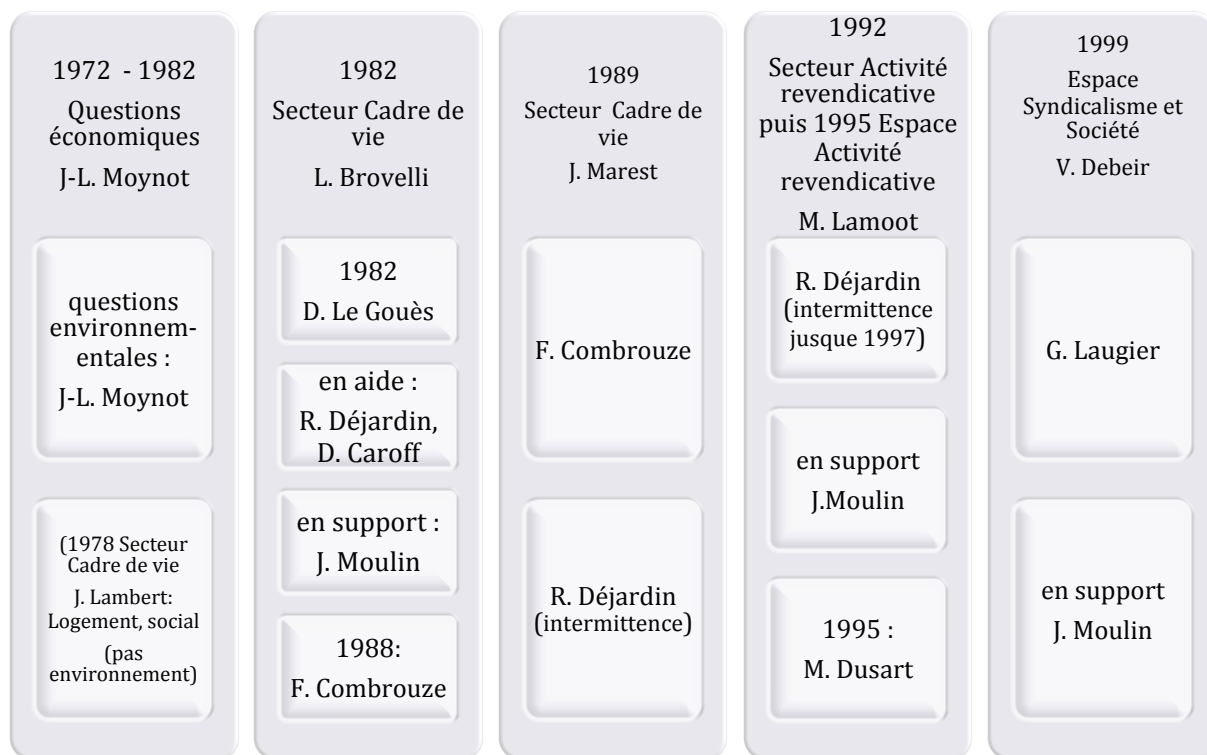 1972  - 1982
Questions
économiques
J-L. Moynot
questions
environnem-
entales :
J-L. Moynot
(1978 Secteur
Cadre de vie
J. Lambert:
Logement, social
(pas
environnement)
1982
Secteur Cadre de
vie
L. Brovelli
1982
D. Le Gouès
en aide :
R. Déjardin,
D. Caroff
en support :
J. Moulin
1988:
F. Combrouze
1989
Secteur  Cadre de
vie
J. Marest
F. Combrouze
R. Déjardin
(intermittence)
1992
Secteur Activité
revendicative
puis 1995 Espace
Activité
revendicative
M. Lamoot
R. Déjardin
(intermittence
jusque 1997)
en support
J.Moulin
1995 :
M. Dusart
1999
Espace
Syndicalisme et
Société
V. Debeir
G. Laugier
en support
J. Moulin